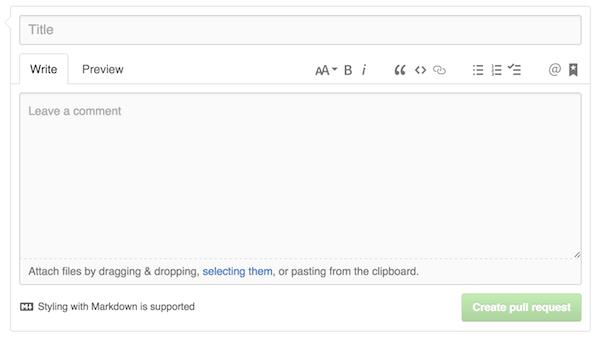 Title
Write Preview AA B i @
Leave a comment
Attach files by dragging & dropping, selecting them, or pasting from the clipboard.
Styling with Markdown is supported Create pull request